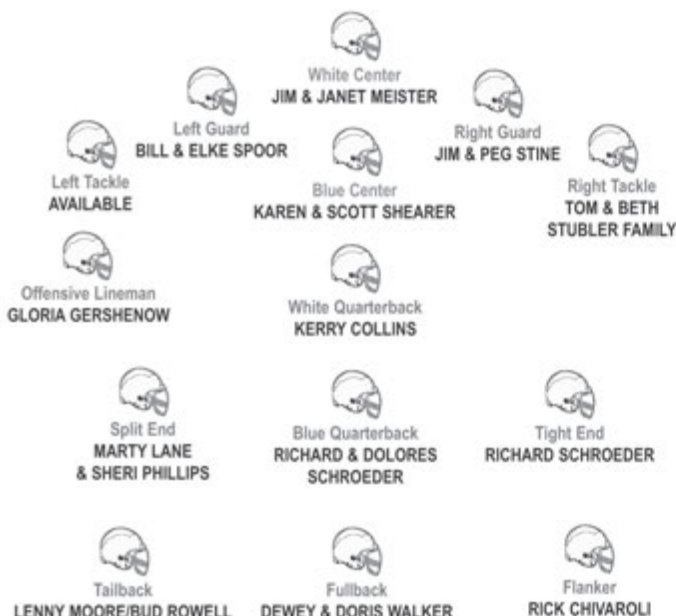 White Center
JIM & JANET MEISTER
Left Guard
BILL & ELKE SPOOR
Right Guard
JIM & PEG STINE
Left Tackle
AVAILABLE
Blue Center
KAREN & SCOTT SHEARER
Right Tackle
TOM & BETH
STUBLER FAMILY
Offensive Lineman
GLORIA GERSHENOW
White Quarterback
KERRY COLLINS
Split End
MARTY LANE
& SHERI PHILLIPS
Blue Quarterback
RICHARD & DOLORES
SCHROEDER
Tight End
RICHARD SCHROEDER
Tailback
LENNY MOORE/BUD ROWELL
Fullback
DEWEY & DORIS WALKER
Flanker
RICK CHIVAROLI